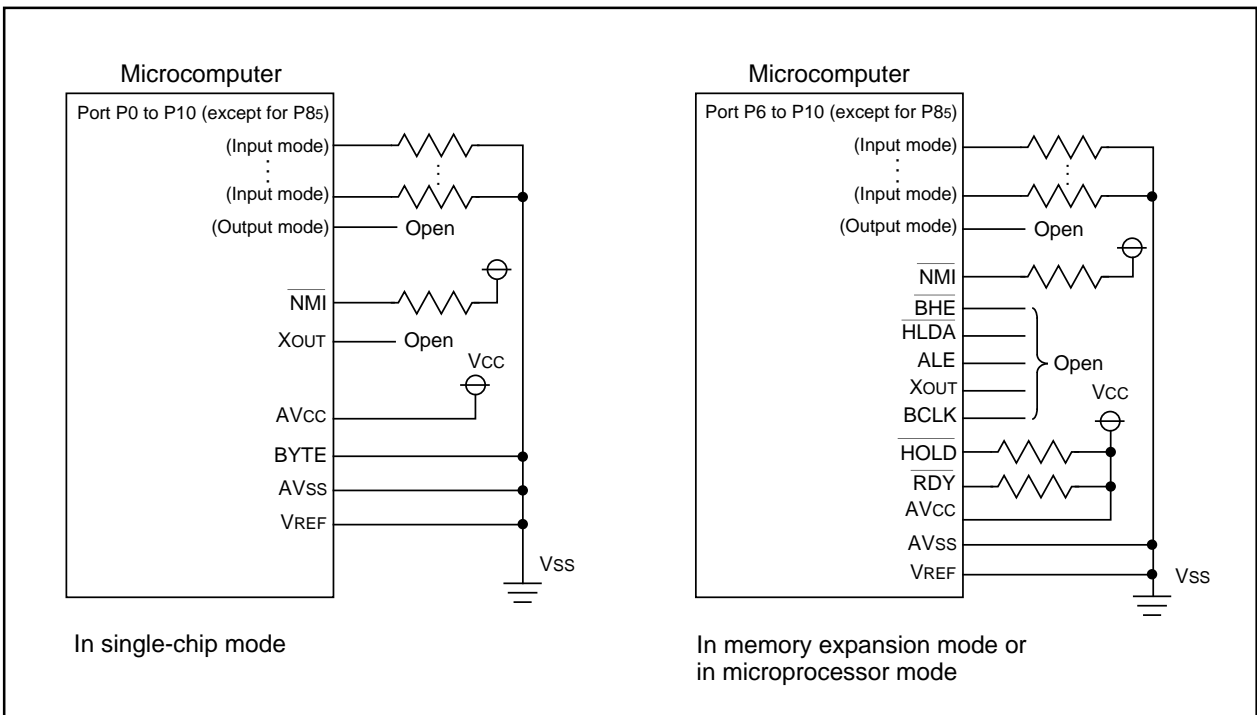 Microcomputer
Port P0 to P10 (except for P85)
(Input mode)
(Input mode)
(Output mode)
Open
NMI
XOUT
Open
VCC
AVCC
BYTE
AVSS
VREF
VSS
In single-chip mode
Microcomputer
Port P6 to P10 (except for P85)
(Input mode)
(Input mode)
(Output mode)
Open
NMI
BHE
HLDA
ALE
Open
XOUT
VCC
BCLK
HOLD
RDY
AVCC
AVSS
VREF
VSS
In memory expansion mode or
in microprocessor mode